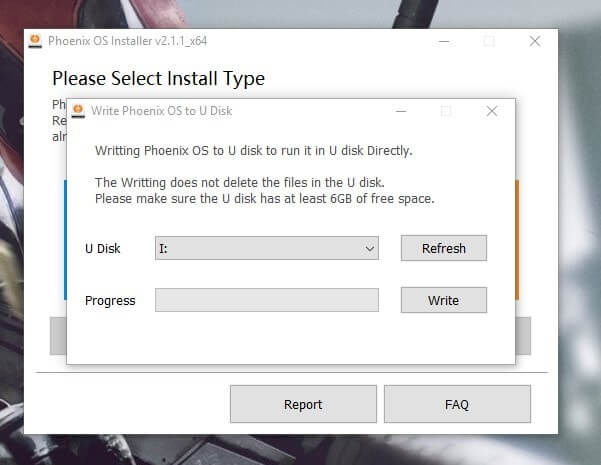 Phoenix OS Installer v2.1.1_x64
Please Select Install Type
Ph
Re
alr
Write Phoenix OS to U Disk
Writting Phoenix OS to U disk to run it in U disk Directly.
The Writting does not delete the files in the U disk.
Please make sure the U disk has at least 6GB of free space.
U Disk I: Refresh
Progress Write
Report FAQ